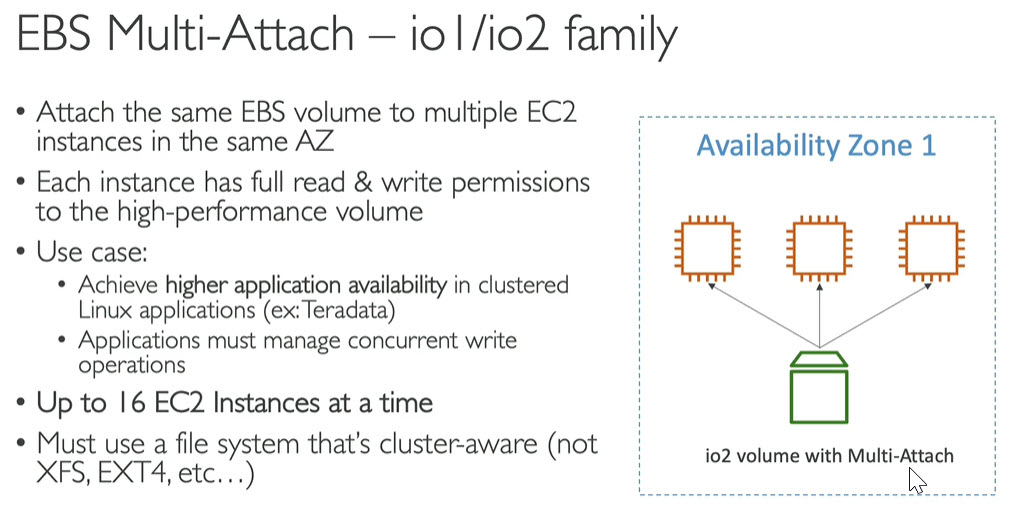 EBS Multi-Attach – io1/io2 family
• Attach the same EBS volume to multiple EC2
instances in the same AZ
• Each instance has full read & write permissions
to the high-performance volume
• Use case:
• Achieve higher application availability in clustered
Linux applications (ex: Teradata)
• Applications must manage concurrent write
operations
• Up to 16 EC2 Instances at a time
• Must use a file system that's cluster-aware (not
XFS, EXT4, etc…)
Availability Zone 1
io2 volume with Multi-Attach